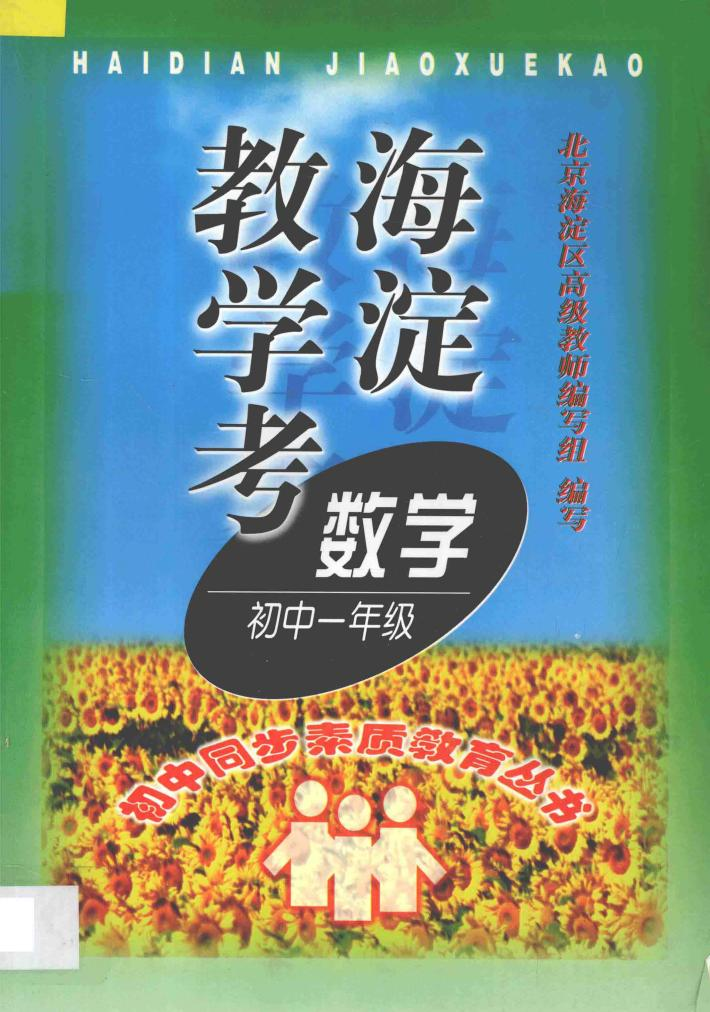 HAIDIAN JIAOXUEKAO
海淀
教学考
北京海淀区高级教师编写组 编写
数学
初中一年级
初中同步素质教育丛书